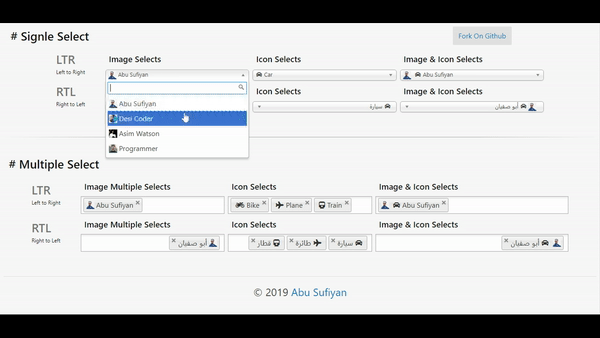 # Signle Select
Fork On Github
LTR
Left to Right
Image Selects
Icon Selects
Image & Icon Selects
Abu Sufiyan
Car
Abu Sufiyan
RTL
Right to Left
Icon Selects
Image & Icon Selects
سيارة
أبو صفيان
Abu Sufiyan
Desi Coder
Asim Watson
Programmer
# Multiple Select
LTR
Left to Right
Image Multiple Selects
Icon Selects
Image & Icon Selects
Abu Sufiyan ×
Bike ×
Plane ×
Train ×
Abu Sufiyan ×
RTL
Right to Left
Image Multiple Selects
Icon Selects
Image & Icon Selects
× أبو صفيان
× سيارة
× طائرة
× قطار
× أبو صفيان
© 2019 Abu Sufiyan